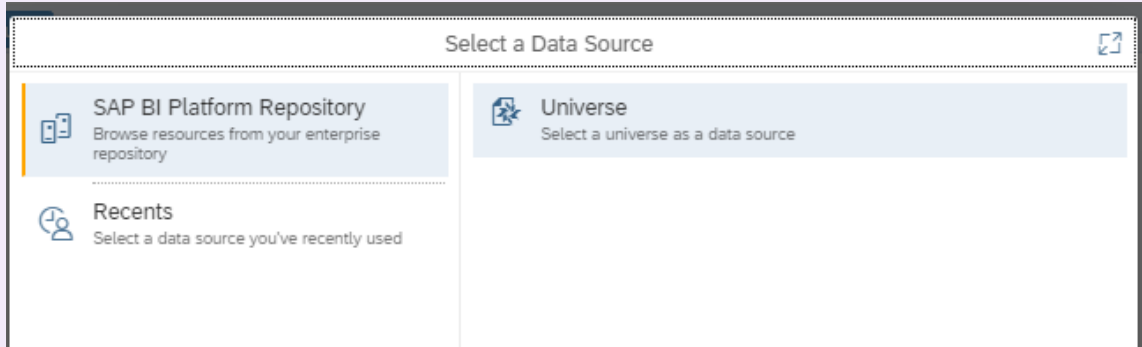 Select a Data Source
SAP BI Platform Repository
Browse resources from your enterprise
repository
Recents
Select a data source you've recently used
Universe
Select a universe as a data source